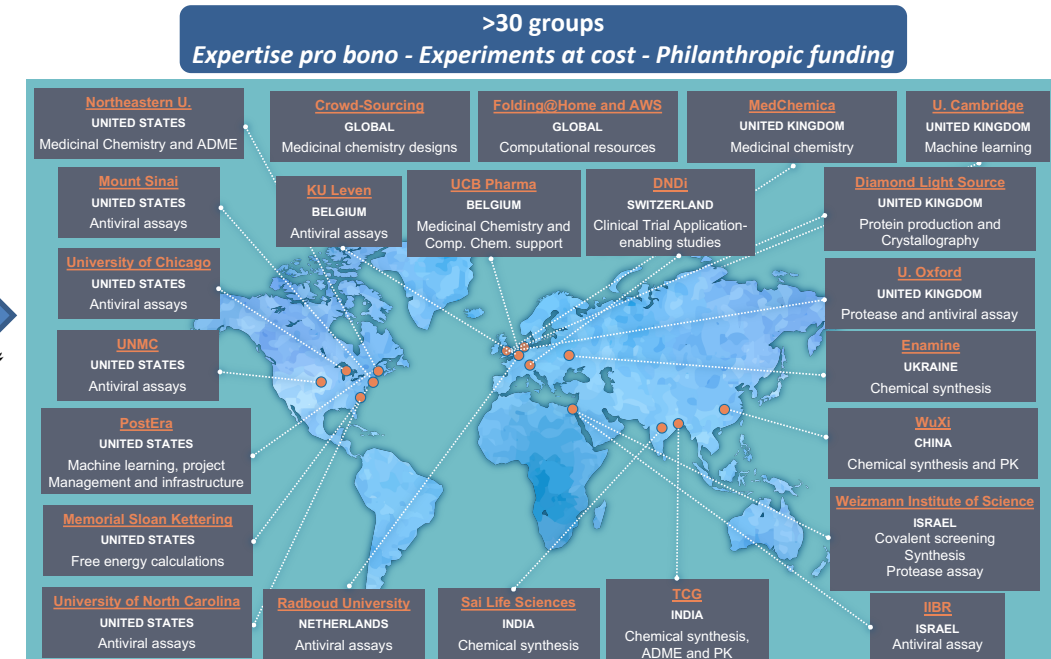 >30 groups
Expertise pro bono - Experiments at cost - Philanthropic funding
Northeastern U.
UNITED STATES
Medicinal Chemistry and ADME
Crowd-Sourcing
GLOBAL
Medicinal chemistry designs
Folding@Home and AWS
GLOBAL
Computational resources
MedChemica
UNITED KINGDOM
Medicinal chemistry
U. Cambridge
UNITED KINGDOM
Machine learning
Mount Sinai
UNITED STATES
Antiviral assays
KU Leven
BELGIUM
Antiviral assays
UCB Pharma
BELGIUM
Medicinal Chemistry and
Comp. Chem. support
DNDi
SWITZERLAND
Clinical Trial Application-
enabling studies
Diamond Light Source
UNITED KINGDOM
Protein production and
Crystallography
University of Chicago
UNITED STATES
Antiviral assays
U. Oxford
UNITED KINGDOM
Protease and antiviral assay
UNMC
UNITED STATES
Antiviral assays
Enamine
UKRAINE
Chemical synthesis
PostEra
UNITED STATES
Machine learning, project
Management and infrastructure
WuXi
CHINA
Chemical synthesis and PK
Memorial Sloan Kettering
UNITED STATES
Free energy calculations
Weizmann Institute of Science
ISRAEL
Covalent screening
Synthesis
Protease assay
University of North Carolina
UNITED STATES
Antiviral assays
Radboud University
NETHERLANDS
Antiviral assays
Sai Life Sciences
INDIA
Chemical synthesis
TCG
INDIA
Chemical synthesis,
ADME and PK
IIBR
ISRAEL
Antiviral assay